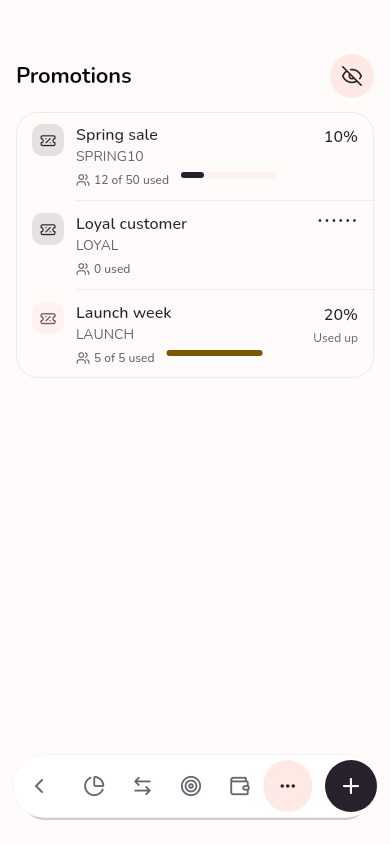 Promotions
Spring sale
10%
SPRING10
12 of 50 used
Loyal customer
••••••
LOYAL
0 used
Launch week
20%
LAUNCH
Used up
5 of 5 used